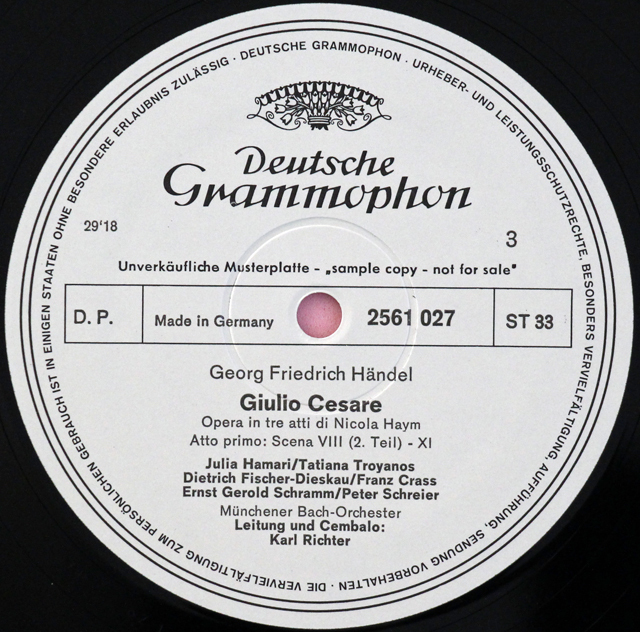 DEUTSCHE GRAMMOPHON · URHEBER- UND LEISTUNGSSCHUTZRECHTE, BESONDERS VERVIELFÄLTIGUNG, AUFFÜHRUNG, SENDUNG VORBEHALTEN · DIE VERVIELFÄLTIGUNG ZUM PERSÖNLICHEN GEBRAUCH IST IN EINIGEN STAATEN OHNE BESONDERE ERLAUBNIS ZULÄSSIG ·
Deutsche
Grammophon
29'18
3
Unverkäufliche Musterplatte - „sample copy - not for sale"
D. P. Made in Germany 2561 027 ST 33
Georg Friedrich Händel
Giulio Cesare
Opera in tre atti di Nicola Haym
Atto primo: Scena VIII (2. Teil) - XI
Julia Hamari/Tatiana Troyanos
Dietrich Fischer-Dieskau/Franz Crass
Ernst Gerold Schramm/Peter Schreier
Münchener Bach-Orchester
Leitung und Cembalo:
Karl Richter